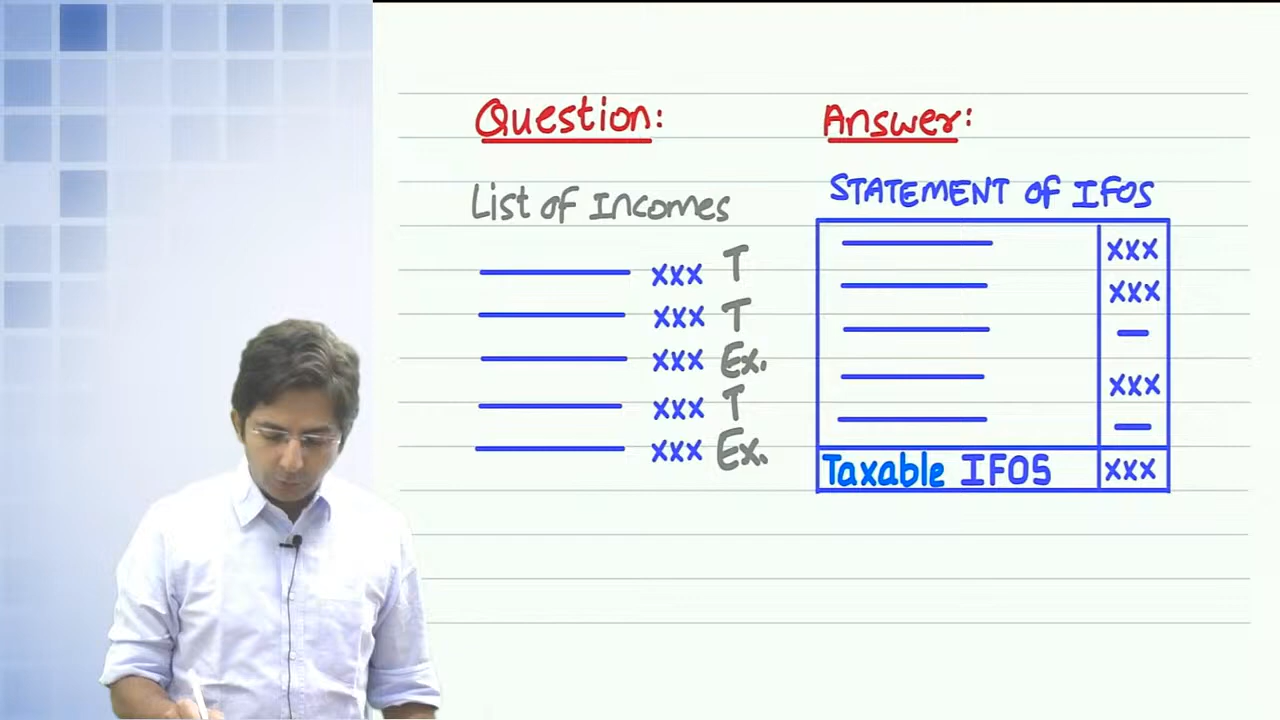 Question:
List of Incomes
xxx T
xxx T
xxx Ex.
xxx T
xxx Ex.
Answer:
STATEMENT OF IFOS
xxx
xxx
—
xxx
—
Taxable IFOS xxx